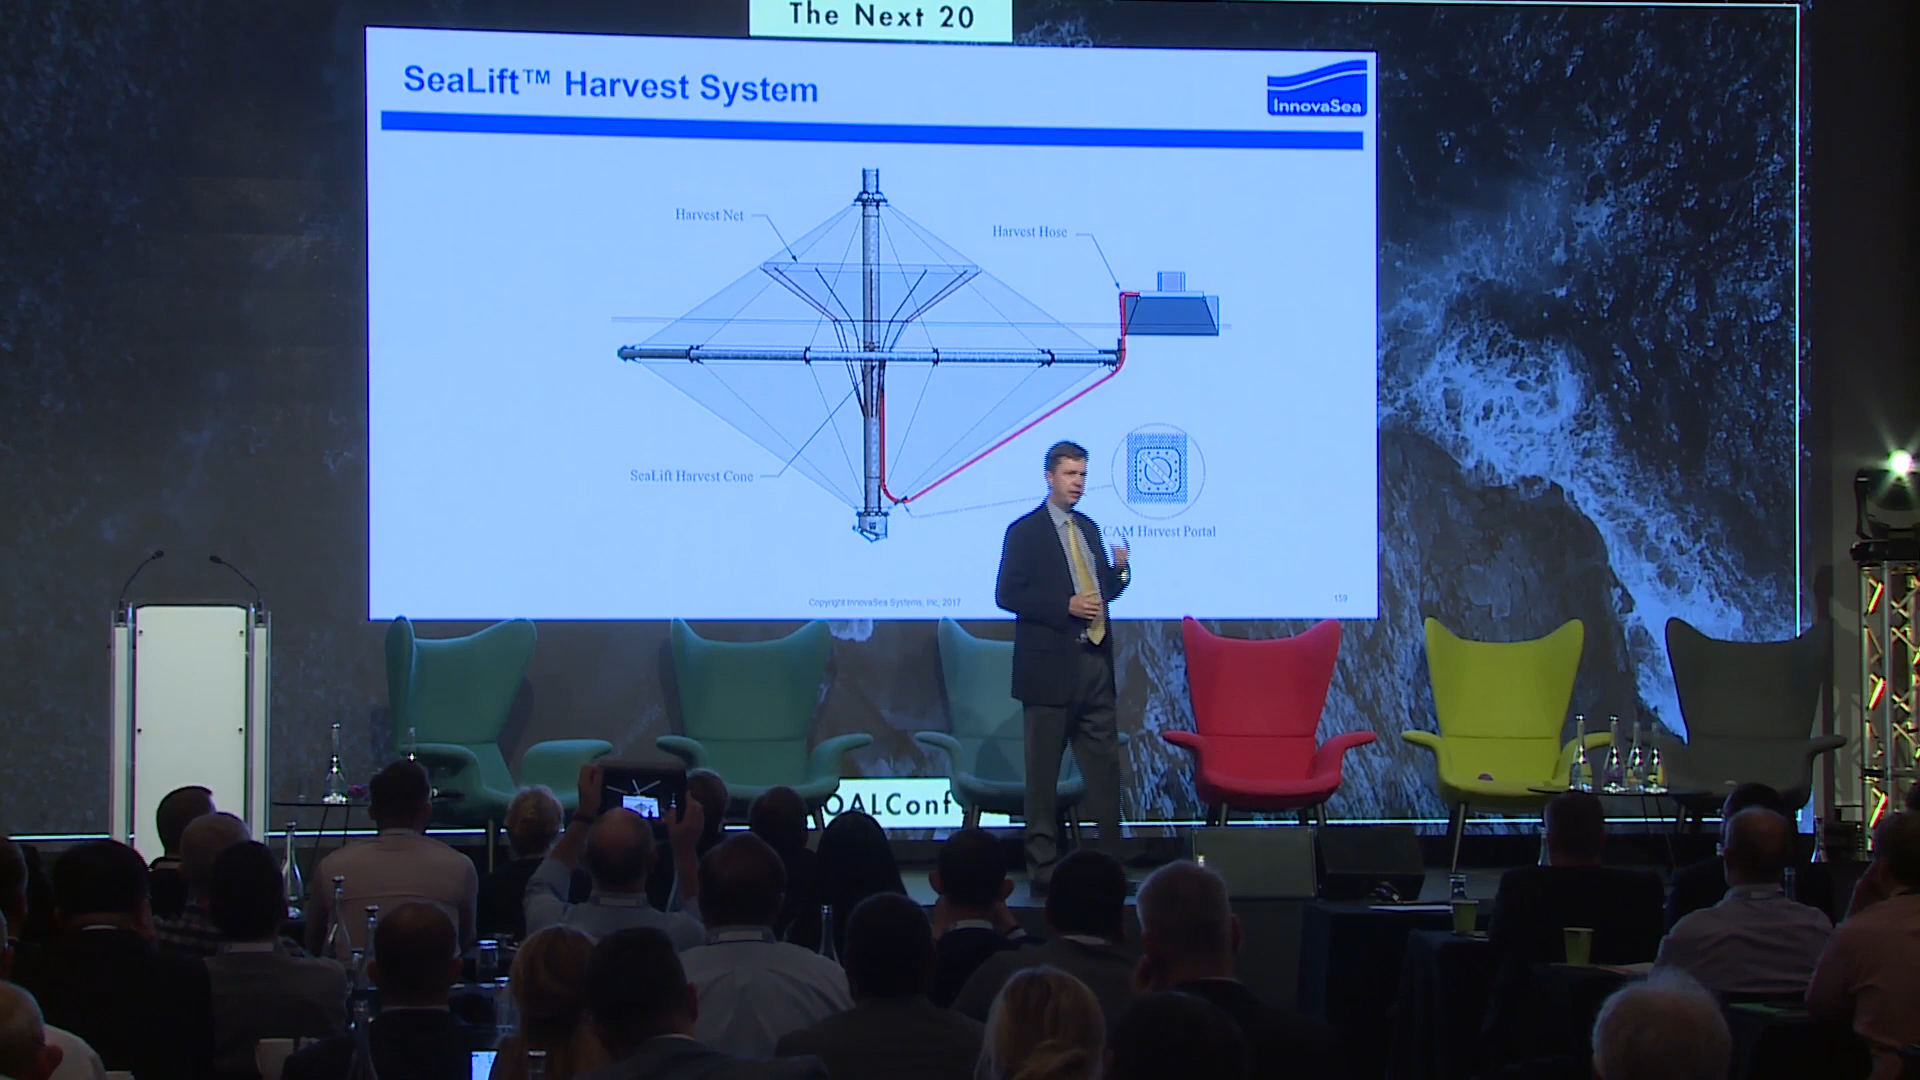 The Next 20
SeaLift™ Harvest System
InnovaSea
Harvest Net
Harvest Hose
SeaLift Harvest Cone
CAM Harvest Portal
Copyright InnovaSea Systems, Inc, 2017
159
OALConf